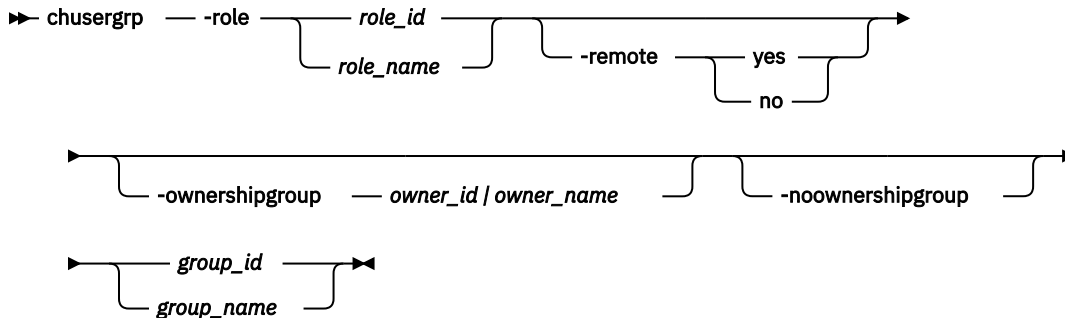 chusergrp -role role_id
role_name
-remote yes
no
-ownershipgroup owner_id / owner_name -noownershipgroup
group_id
group_name